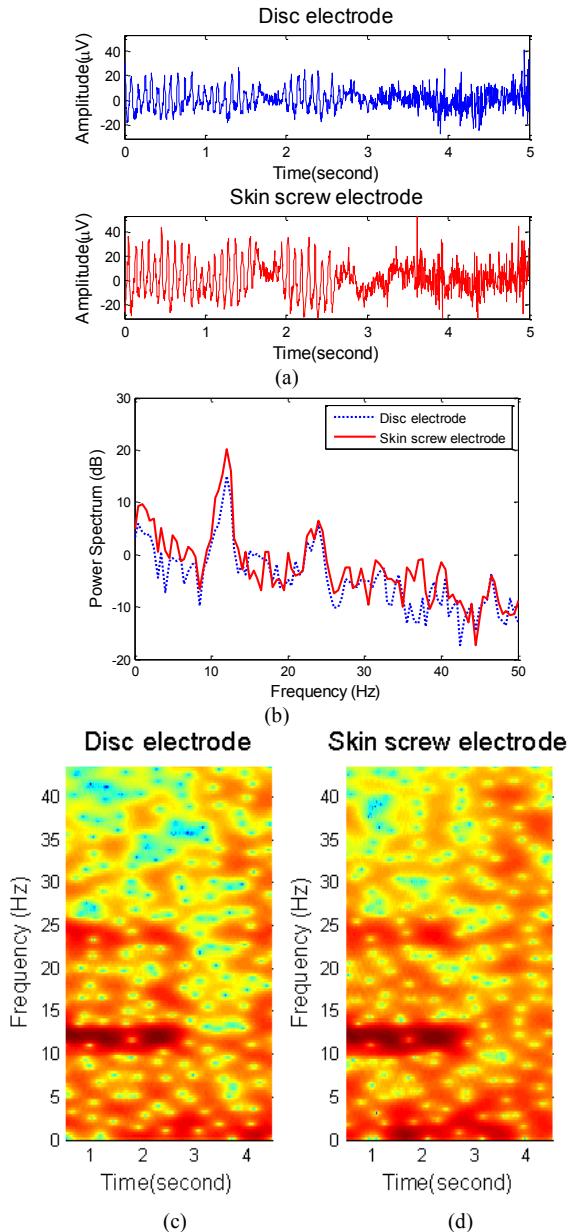 Disc electrode
Amplitude(μV)
40
20
0
-20
0 1 2 3 4 5
Time(second)
Skin screw electrode
Amplitude(μV)
40
20
0
-20
0 1 2 3 4 5
Time(second)
(a)
Power Spectrum (dB)
30
20
10
0
-10
-20
Disc electrode
Skin screw electrode
0 10 20 30 40 50
Frequency (Hz)
(b)
Disc electrode
Frequency (Hz)
40
35
30
25
20
15
10
5
0
1 2 3 4
Time(second)
(c)
Skin screw electrode
Frequency (Hz)
40
35
30
25
20
15
10
5
0
1 2 3 4
Time(second)
(d)